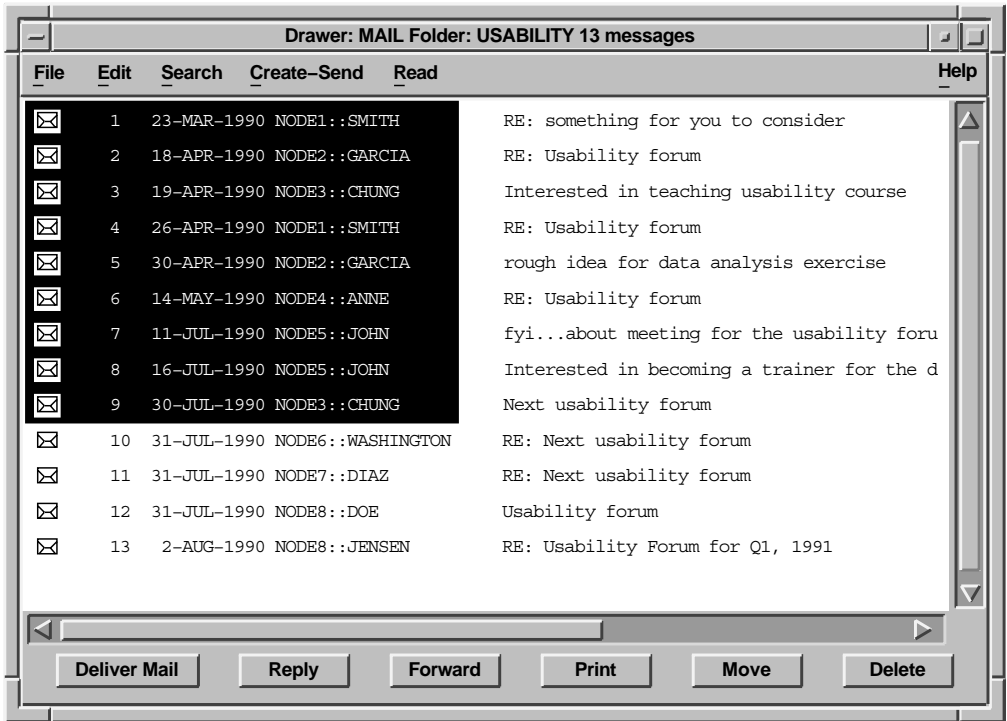 Drawer: MAIL Folder: USABILITY 13 messages
File Edit Search Create-Send Read Help
1 23-MAR-1990 NODE1::SMITH RE: something for you to consider
2 18-APR-1990 NODE2::GARCIA RE: Usability forum
3 19-APR-1990 NODE3::CHUNG Interested in teaching usability course
4 26-APR-1990 NODE1::SMITH RE: Usability forum
5 30-APR-1990 NODE2::GARCIA rough idea for data analysis exercise
6 14-MAY-1990 NODE4::ANNE RE: Usability forum
7 11-JUL-1990 NODE5::JOHN fyi...about meeting for the usability foru
8 16-JUL-1990 NODE5::JOHN Interested in becoming a trainer for the d
9 30-JUL-1990 NODE3::CHUNG Next usability forum
10 31-JUL-1990 NODE6::WASHINGTON RE: Next usability forum
11 31-JUL-1990 NODE7::DIAZ RE: Next usability forum
12 31-JUL-1990 NODE8::DOE Usability forum
13 2-AUG-1990 NODE8::JENSEN RE: Usability Forum for Q1, 1991
Deliver Mail Reply Forward Print Move Delete